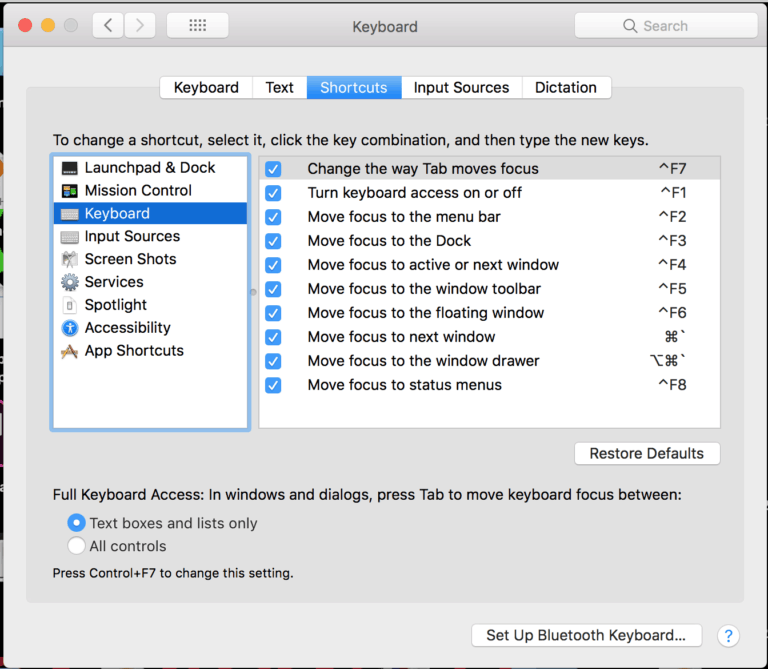 Keyboard
Search
Keyboard Text Shortcuts Input Sources Dictation
To change a shortcut, select it, click the key combination, and then type the new keys.
Launchpad & Dock
Mission Control
Keyboard
Input Sources
Screen Shots
Services
Spotlight
Accessibility
App Shortcuts
Change the way Tab moves focus ^F7
Turn keyboard access on or off ^F1
Move focus to the menu bar ^F2
Move focus to the Dock ^F3
Move focus to active or next window ^F4
Move focus to the window toolbar ^F5
Move focus to the floating window ^F6
Move focus to next window ⌘`
Move focus to the window drawer ⌥⌘`
Move focus to status menus ^F8
Restore Defaults
Full Keyboard Access: In windows and dialogs, press Tab to move keyboard focus between:
Text boxes and lists only
All controls
Press Control+F7 to change this setting.
Set Up Bluetooth Keyboard... ?